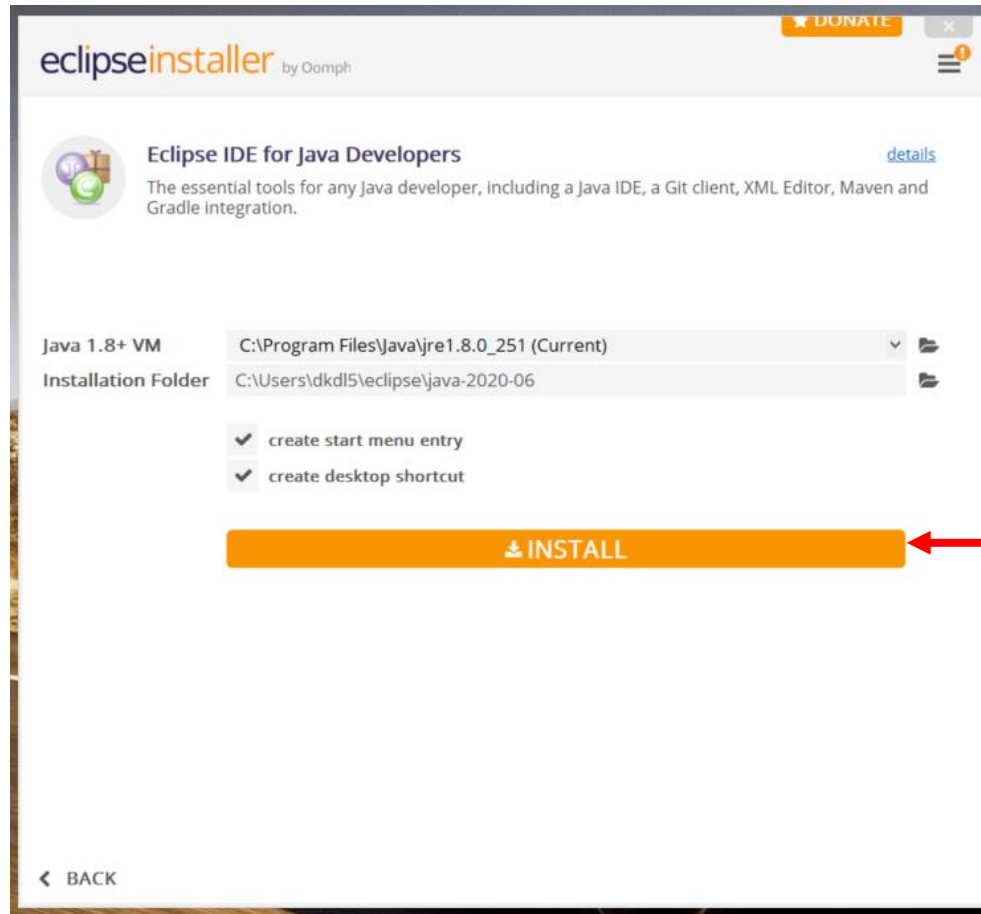 DONATE
eclipseinstaller by Oomph
Eclipse IDE for Java Developers
details
The essential tools for any Java developer, including a Java IDE, a Git client, XML Editor, Maven and
Gradle integration.
Java 1.8+ VM
C:\Program Files\Java\jre1.8.0_251 (Current)
Installation Folder
C:\Users\dkdl5\eclipse\java-2020-06
create start menu entry
create desktop shortcut
INSTALL
BACK